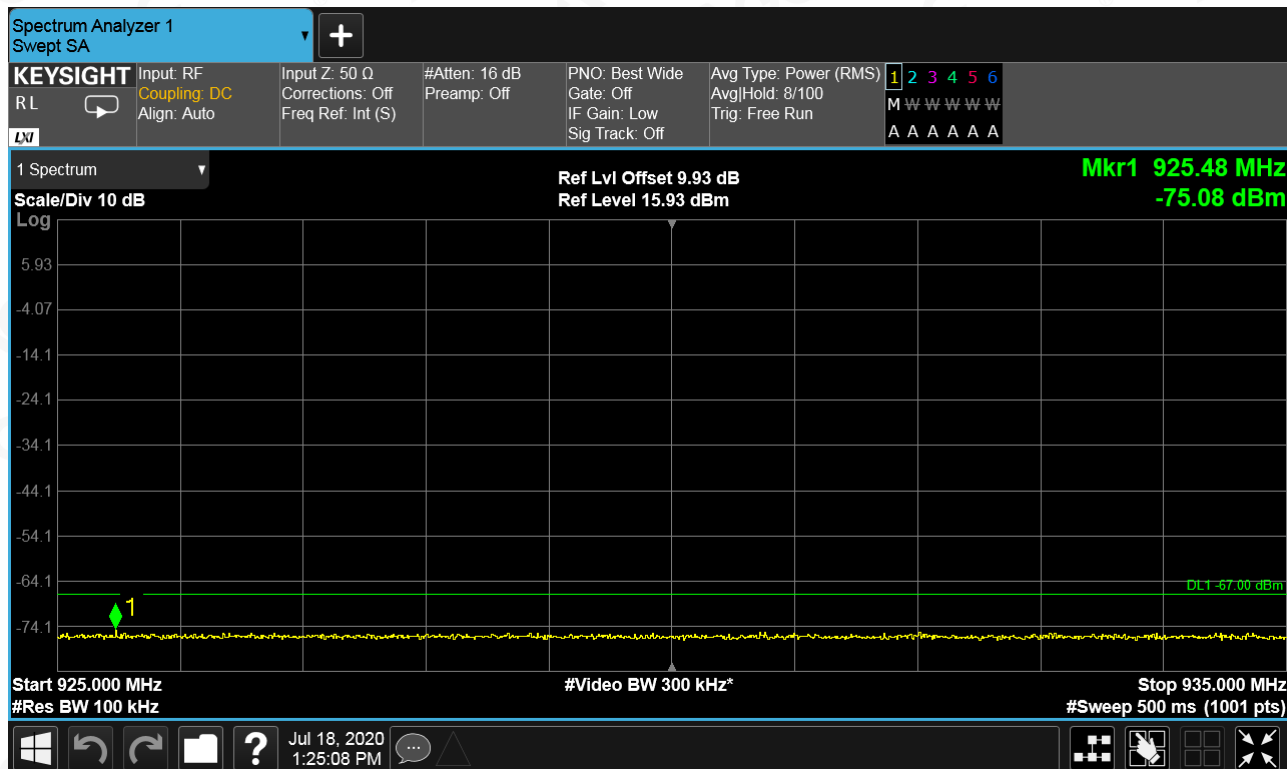 Spectrum Analyzer 1
Swept SA
+
KEYSIGHT
R L
LXI
Input: RF
Coupling: DC
Align: Auto
Input Z: 50 Ω
Corrections: Off
Freq Ref: Int (S)
#Atten: 16 dB
Preamp: Off
PNO: Best Wide
Gate: Off
IF Gain: Low
Sig Track: Off
Avg Type: Power (RMS)
Avg|Hold: 8/100
Trig: Free Run
1 2 3 4 5 6
M W W W W W
A A A A A A
1 Spectrum
Scale/Div 10 dB
Log
Ref Lvl Offset 9.93 dB
Ref Level 15.93 dBm
Mkr1 925.48 MHz
-75.08 dBm
5.93
-4.07
-14.1
-24.1
-34.1
-44.1
-54.1
-64.1
DL1 -67.00 dBm
1
-74.1
Start 925.000 MHz
#Res BW 100 kHz
#Video BW 300 kHz*
Stop 935.000 MHz
#Sweep 500 ms (1001 pts)
?
Jul 18, 2020
1:25:08 PM